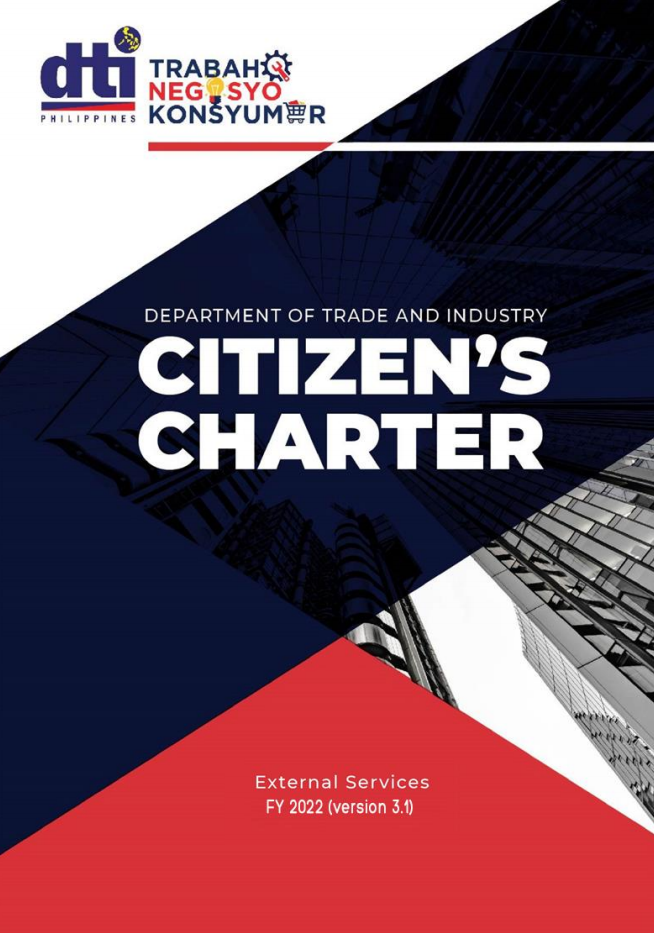 dti
PHILIPPINES
TRABAHO
NEGOSYO
KONSYUMER
DEPARTMENT OF TRADE AND INDUSTRY
CITIZEN'S
CHARTER
External Services
FY 2022 (version 3.1)